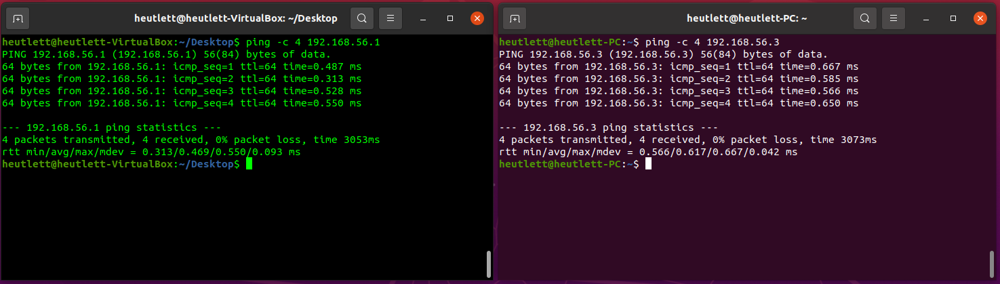 heutlett@heutlett-VirtualBox: ~/Desktop
heutlett@heutlett-VirtualBox:~/Desktop$ ping -c 4 192.168.56.1
PING 192.168.56.1 (192.168.56.1) 56(84) bytes of data.
64 bytes from 192.168.56.1: icmp_seq=1 ttl=64 time=0.487 ms
64 bytes from 192.168.56.1: icmp_seq=2 ttl=64 time=0.313 ms
64 bytes from 192.168.56.1: icmp_seq=3 ttl=64 time=0.528 ms
64 bytes from 192.168.56.1: icmp_seq=4 ttl=64 time=0.550 ms
--- 192.168.56.1 ping statistics ---
4 packets transmitted, 4 received, 0% packet loss, time 3053ms
rtt min/avg/max/mdev = 0.313/0.469/0.550/0.093 ms
heutlett@heutlett-VirtualBox:~/Desktop$
heutlett@heutlett-PC: ~
heutlett@heutlett-PC:~$ ping -c 4 192.168.56.3
PING 192.168.56.3 (192.168.56.3) 56(84) bytes of data.
64 bytes from 192.168.56.3: icmp_seq=1 ttl=64 time=0.667 ms
64 bytes from 192.168.56.3: icmp_seq=2 ttl=64 time=0.585 ms
64 bytes from 192.168.56.3: icmp_seq=3 ttl=64 time=0.566 ms
64 bytes from 192.168.56.3: icmp_seq=4 ttl=64 time=0.650 ms
--- 192.168.56.3 ping statistics ---
4 packets transmitted, 4 received, 0% packet loss, time 3073ms
rtt min/avg/max/mdev = 0.566/0.617/0.667/0.042 ms
heutlett@heutlett-PC:~$